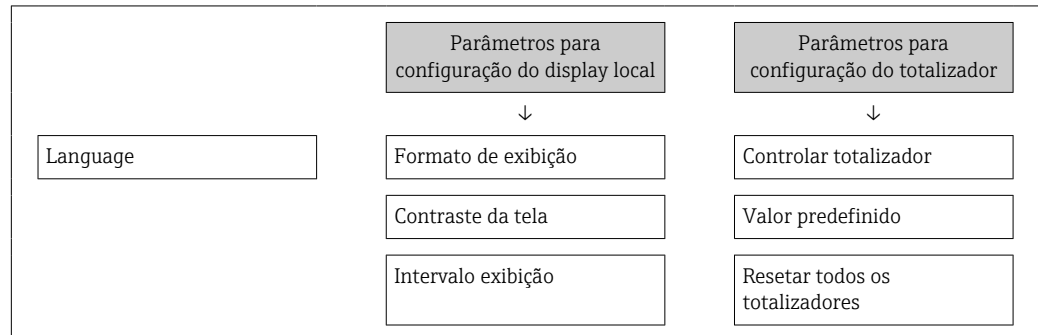 Parâmetros para
configuração do display local
Parâmetros para
configuração do totalizador
↓
↓
Language
Formato de exibição
Controlar totalizador
Contraste da tela
Valor predefinido
Intervalo exibição
Resetar todos os
totalizadores